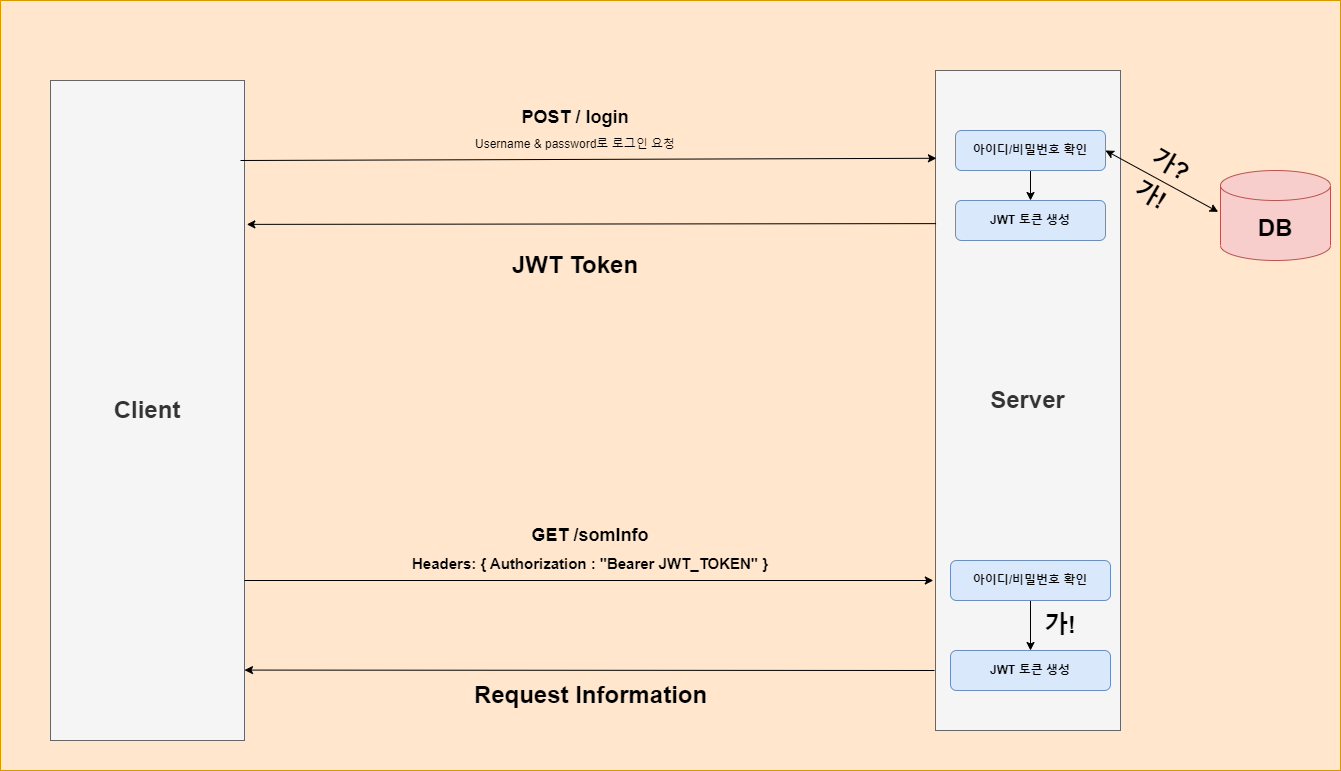 POST / login
Username & password로 로그인 요청
아이디/비밀번호 확인
가?
가!
JWT 토큰 생성
DB
JWT Token
Client
Server
GET /somInfo
Headers: { Authorization : "Bearer JWT_TOKEN" }
아이디/비밀번호 확인
가!
JWT 토큰 생성
Request Information